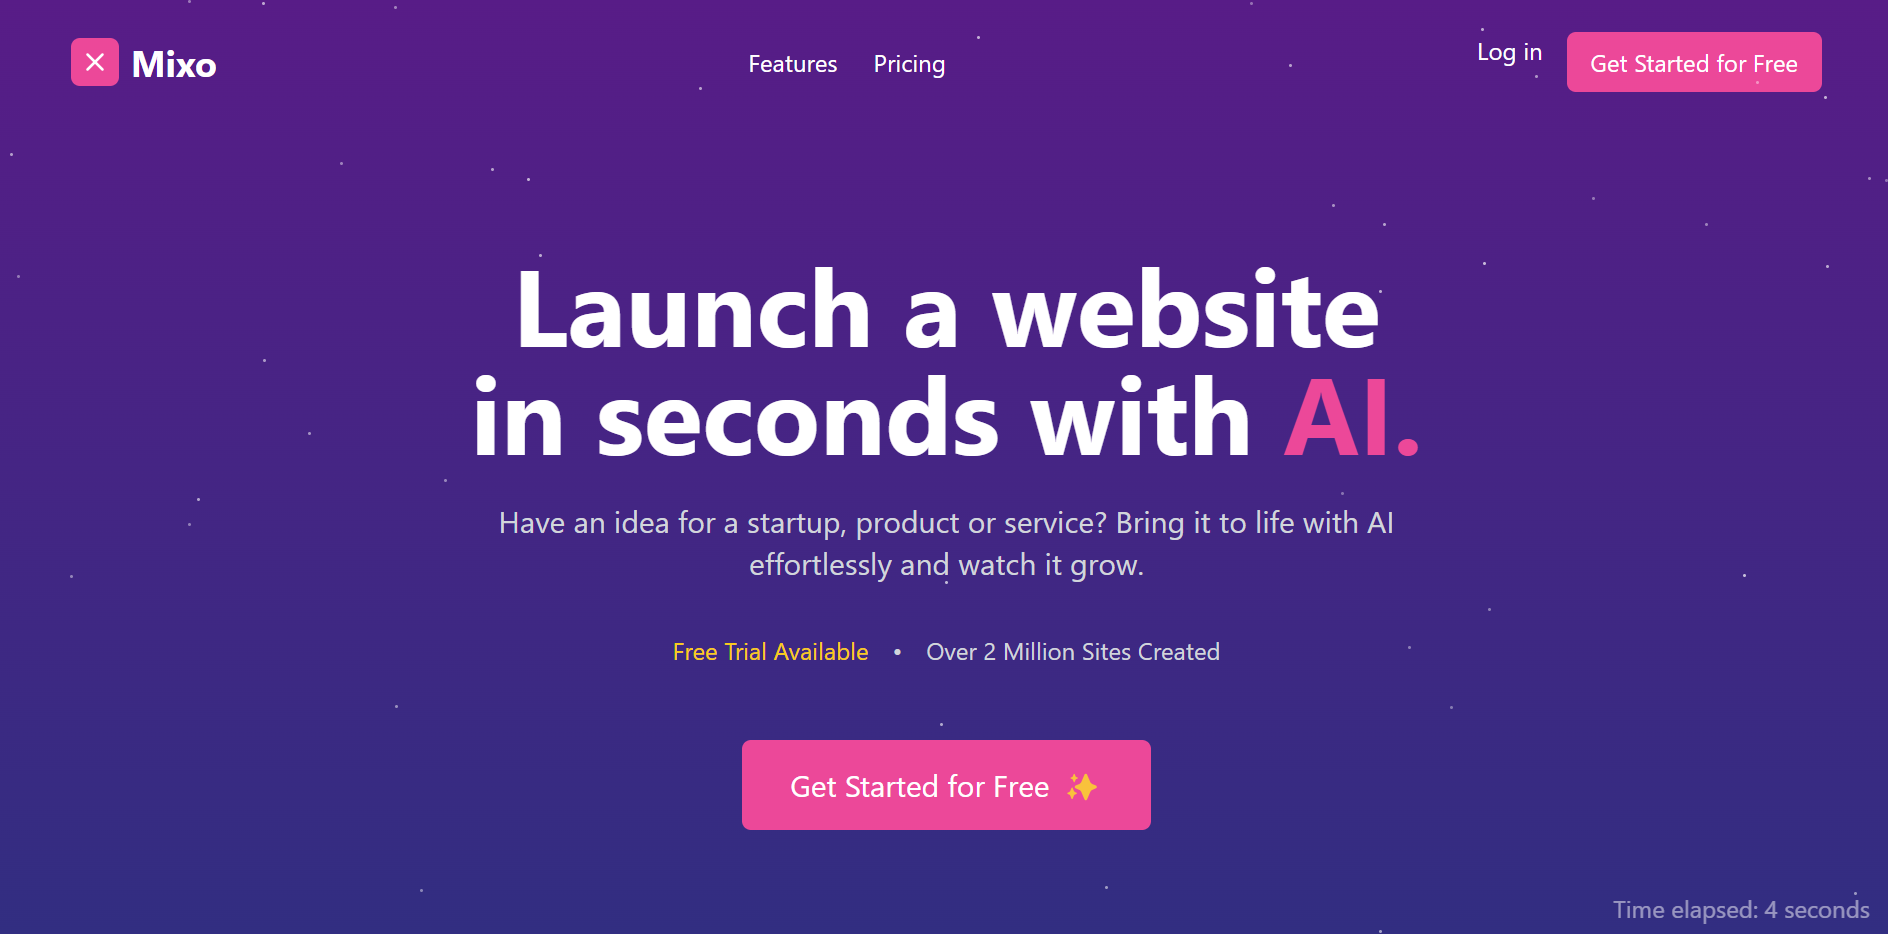 Mixo
Features
Pricing
Log in
Get Started for Free
Launch a website
in seconds with AI.
Have an idea for a startup, product or service? Bring it to life with AI
effortlessly and watch it grow.
Free Trial Available • Over 2 Million Sites Created
Get Started for Free ✨
Time elapsed: 4 seconds